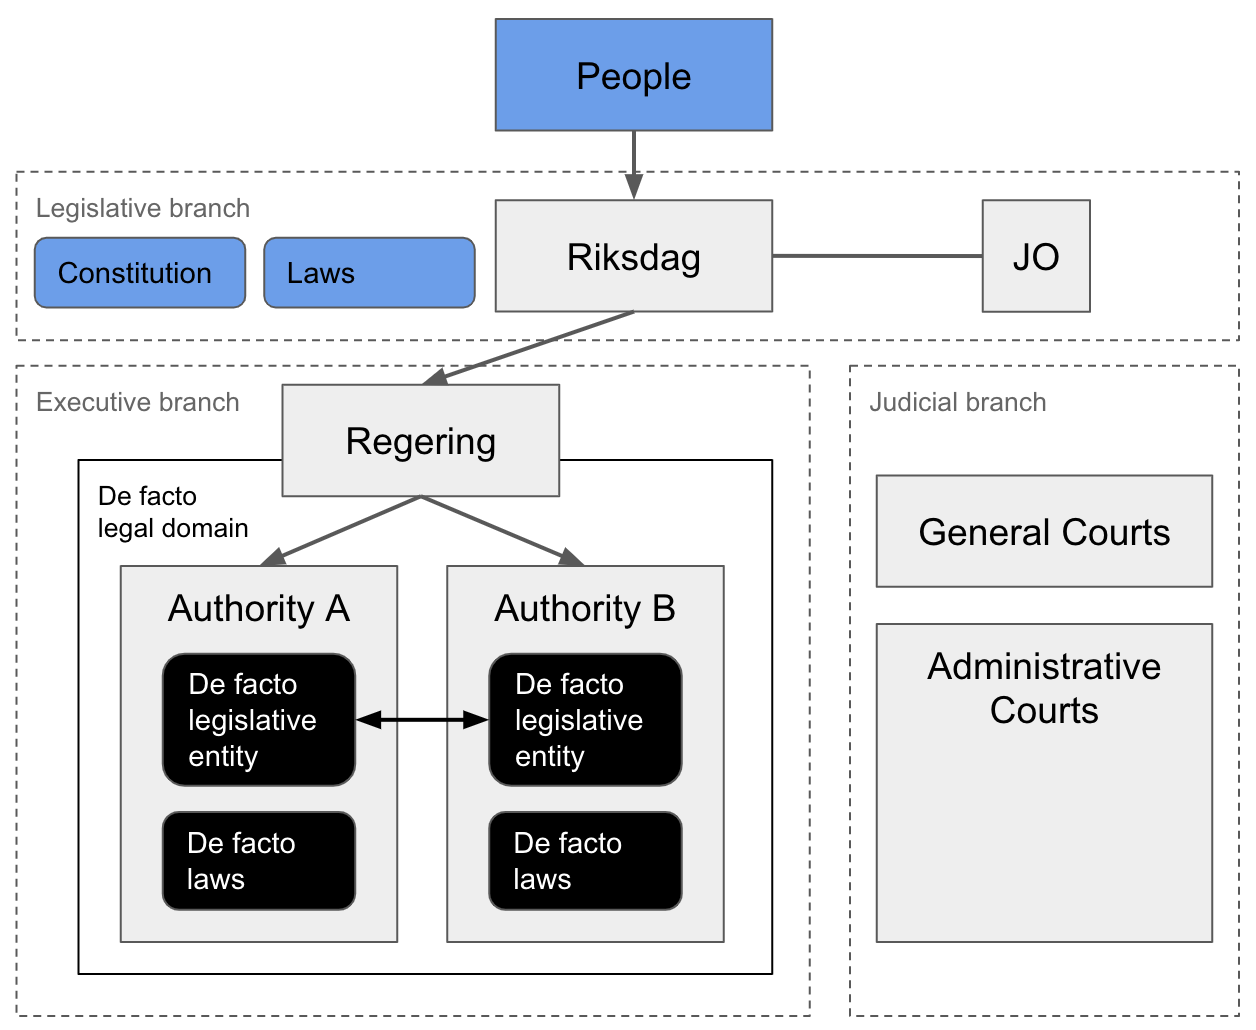 People
Legislative branch
Constitution
Laws
Riksdag
JO
Executive branch
Regering
De facto
legal domain
Authority A
De facto
legislative
entity
De facto
laws
Authority B
De facto
legislative
entity
De facto
laws
Judicial branch
General Courts
Administrative
Courts